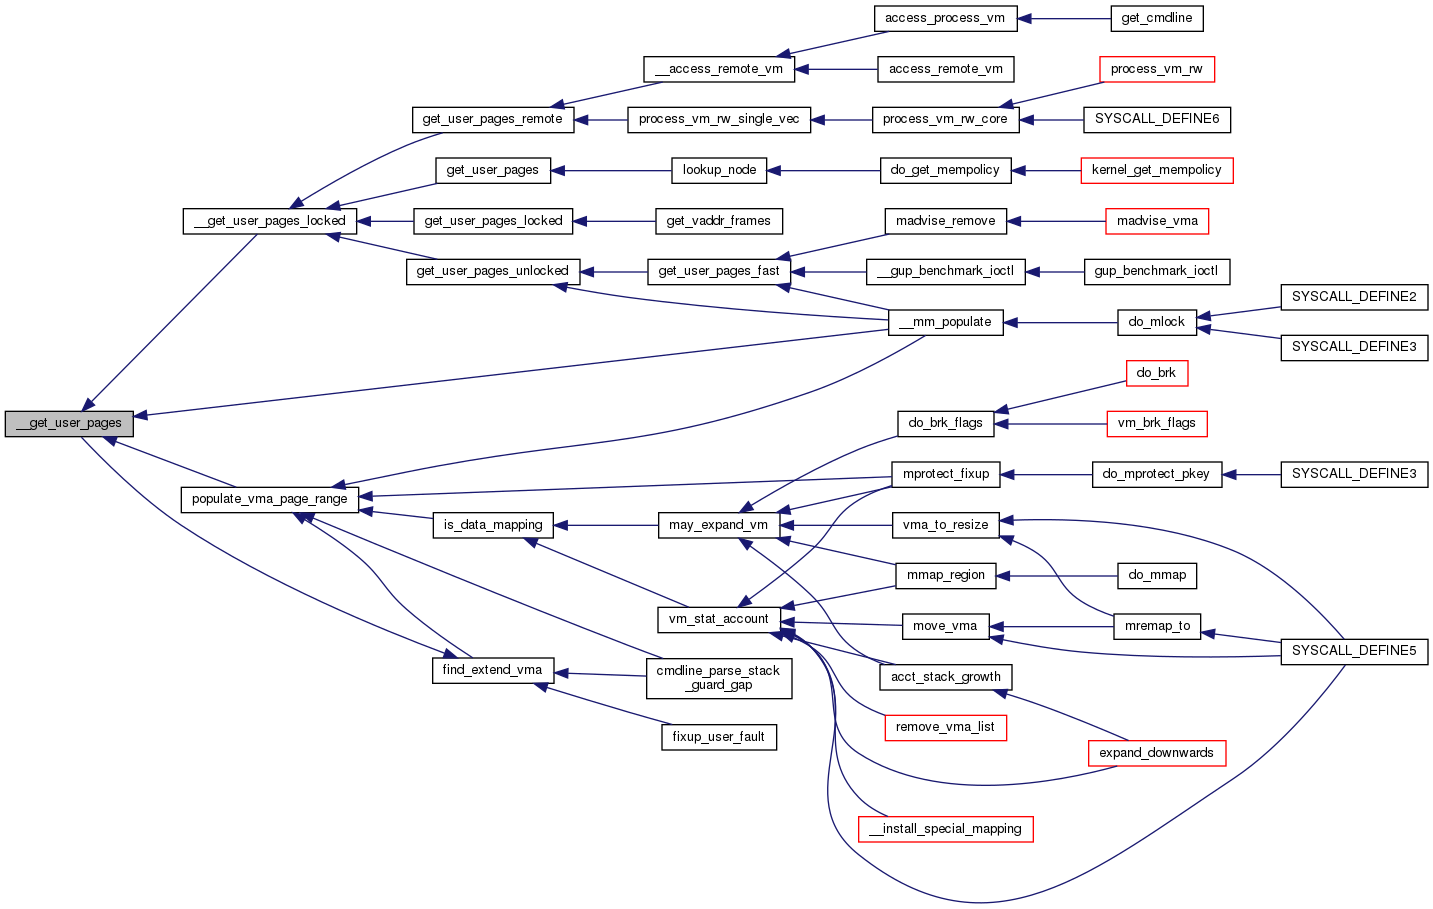 access_process_vm
get_cmdline
__access_remote_vm
access_remote_vm
process_vm_rw
get_user_pages_remote
process_vm_rw_single_vec
process_vm_rw_core
SYSCALL_DEFINE6
get_user_pages
lookup_node
do_get_mempolicy
kernel_get_mempolicy
__get_user_pages_locked
get_user_pages_locked
get_vaddr_frames
madvise_remove
madvise_vma
get_user_pages_unlocked
get_user_pages_fast
__gup_benchmark_ioctl
gup_benchmark_ioctl
SYSCALL_DEFINE2
__mm_populate
do_mlock
SYSCALL_DEFINE3
do_brk
__get_user_pages
do_brk_flags
vm_brk_flags
mprotect_fixup
do_mprotect_pkey
SYSCALL_DEFINE3
populate_vma_page_range
is_data_mapping
may_expand_vm
vma_to_resize
mmap_region
do_mmap
vm_stat_account
move_vma
mremap_to
SYSCALL_DEFINE5
find_extend_vma
cmdline_parse_stack
_guard_gap
acct_stack_growth
remove_vma_list
fixup_user_fault
expand_downwards
__install_special_mapping